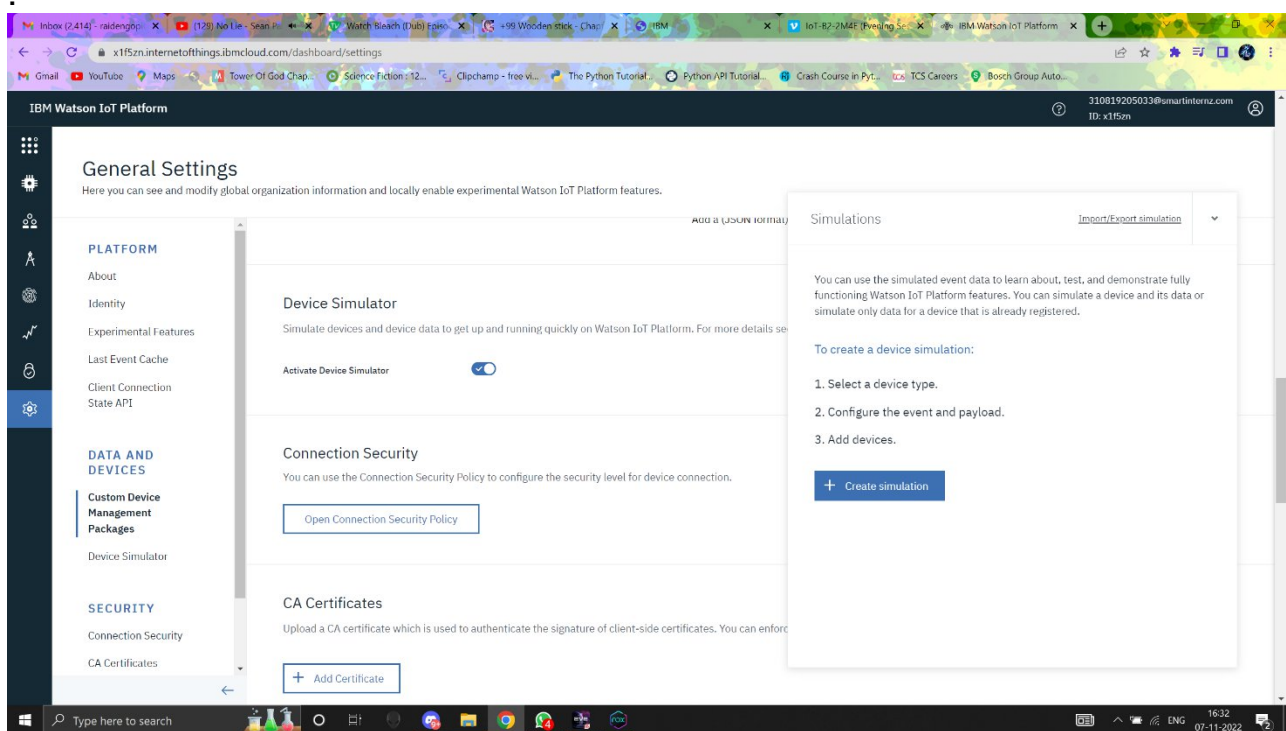 Inbox (2,414) - raidengop
(129) No Lie - Sean P
Watch Bleach (Dub) Episo
+99 Wooden stick - Chap
IBM
IoT-B2-2M4E (Evening Se
IBM Watson IoT Platform
x1f5zn.internetofthings.ibmcloud.com/dashboard/settings
Gmail
YouTube
Maps
Tower Of God Chap...
Science Fiction : 12...
Clipchamp - free vi...
The Python Tutorial...
Python API Tutorial...
Crash Course in Pyt...
TCS Careers
Bosch Group Auto...
IBM Watson IoT Platform
310819205033@smartinternz.com
ID: x1f5zn
General Settings
Here you can see and modify global organization information and locally enable experimental Watson IoT Platform features.
PLATFORM
About
Identity
Experimental Features
Last Event Cache
Client Connection
State API
DATA AND
DEVICES
Custom Device
Management
Packages
Device Simulator
SECURITY
Connection Security
CA Certificates
Add a (JSON format)
Device Simulator
Simulate devices and device data to get up and running quickly on Watson IoT Platform. For more details se
Activate Device Simulator
Connection Security
You can use the Connection Security Policy to configure the security level for device connection.
Open Connection Security Policy
CA Certificates
Upload a CA certificate which is used to authenticate the signature of client-side certificates. You can enforc
+ Add Certificate
Simulations
Import/Export simulation
You can use the simulated event data to learn about, test, and demonstrate fully
functioning Watson IoT Platform features. You can simulate a device and its data or
simulate only data for a device that is already registered.
To create a device simulation:
1. Select a device type.
2. Configure the event and payload.
3. Add devices.
+ Create simulation
Type here to search
ENG
16:32
07-11-2022